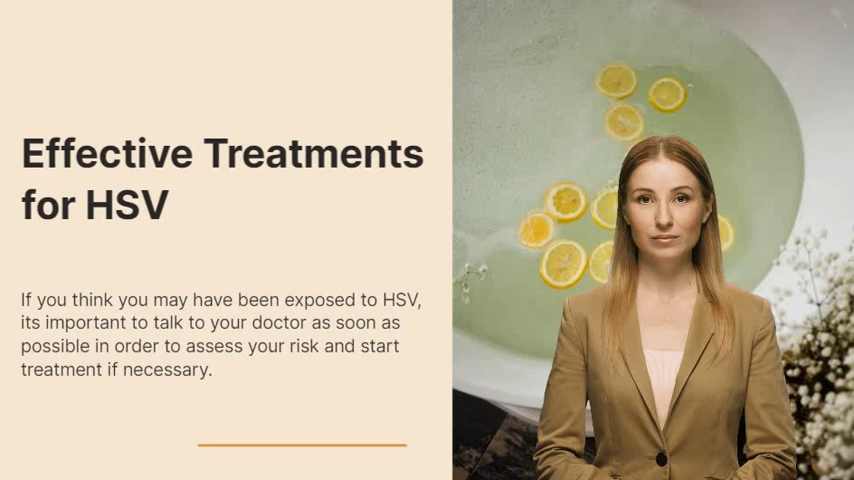 Effective Treatments
for HSV
If you think you may have been exposed to HSV,
its important to talk to your doctor as soon as
possible in order to assess your risk and start
treatment if necessary.